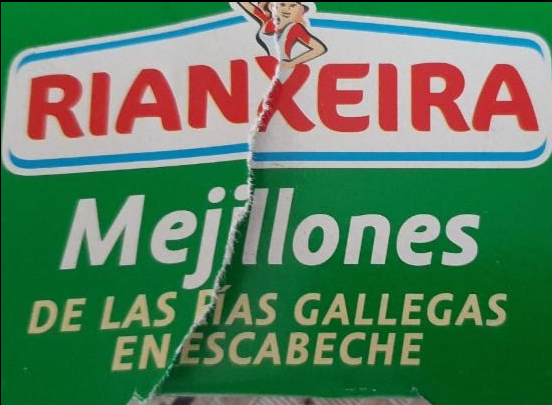 RIANXEIRA
Mejillones
DE LAS RÍAS GALLEGAS
EN ESCABECHE